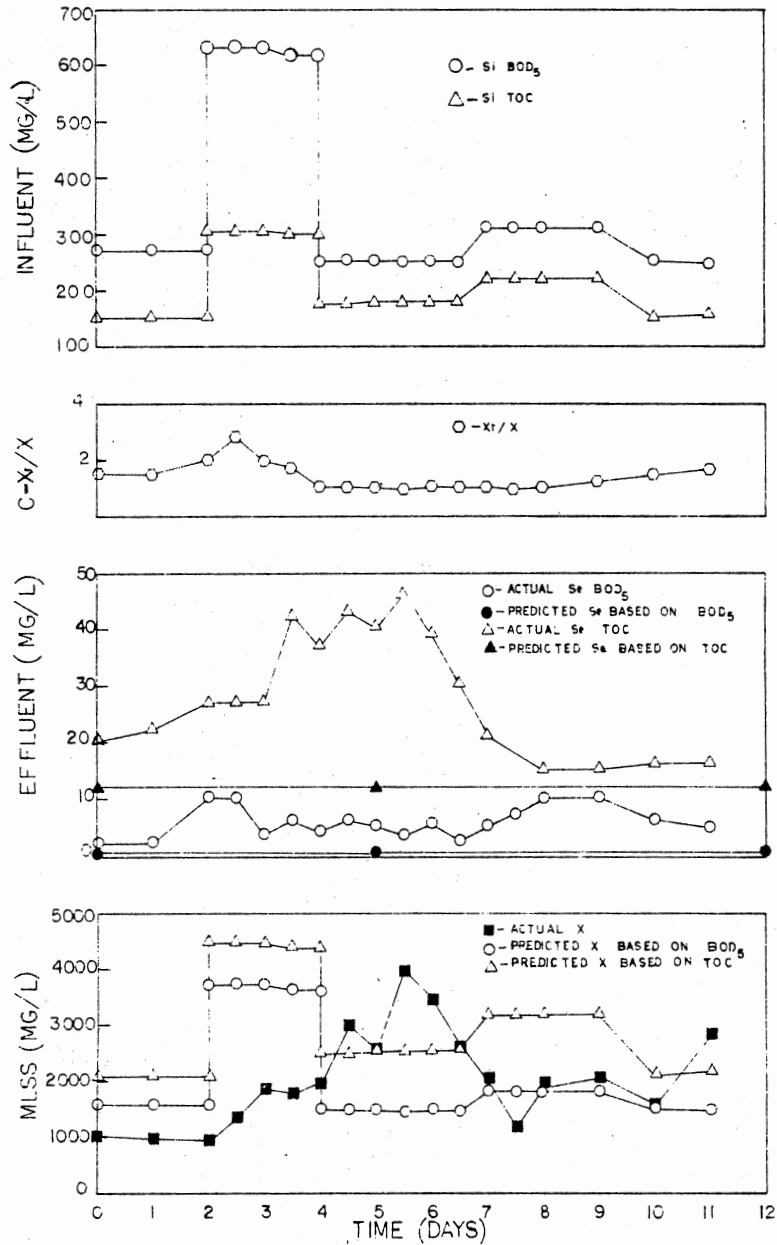 700
600
500
400
300
200
100
INFLUENT (MG/L)
O- Si BOD5
△- Si TOC
4
2
C-Xr/X
O-Xr/X
50
40
30
20
10
0
EFFLUENT (MG/L)
O- ACTUAL Se BOD5
●- PREDICTED Se BASED ON BOD5
△- ACTUAL Se TOC
▲- PREDICTED Se BASED ON TOC
5000
4000
3000
2000
1000
0
MLSS (MG/L)
■- ACTUAL X
O- PREDICTED X BASED ON BOD5
△- PREDICTED X BASED ON TOC
0 1 2 3 4 5 6 7 8 9 10 11 12
TIME (DAYS)